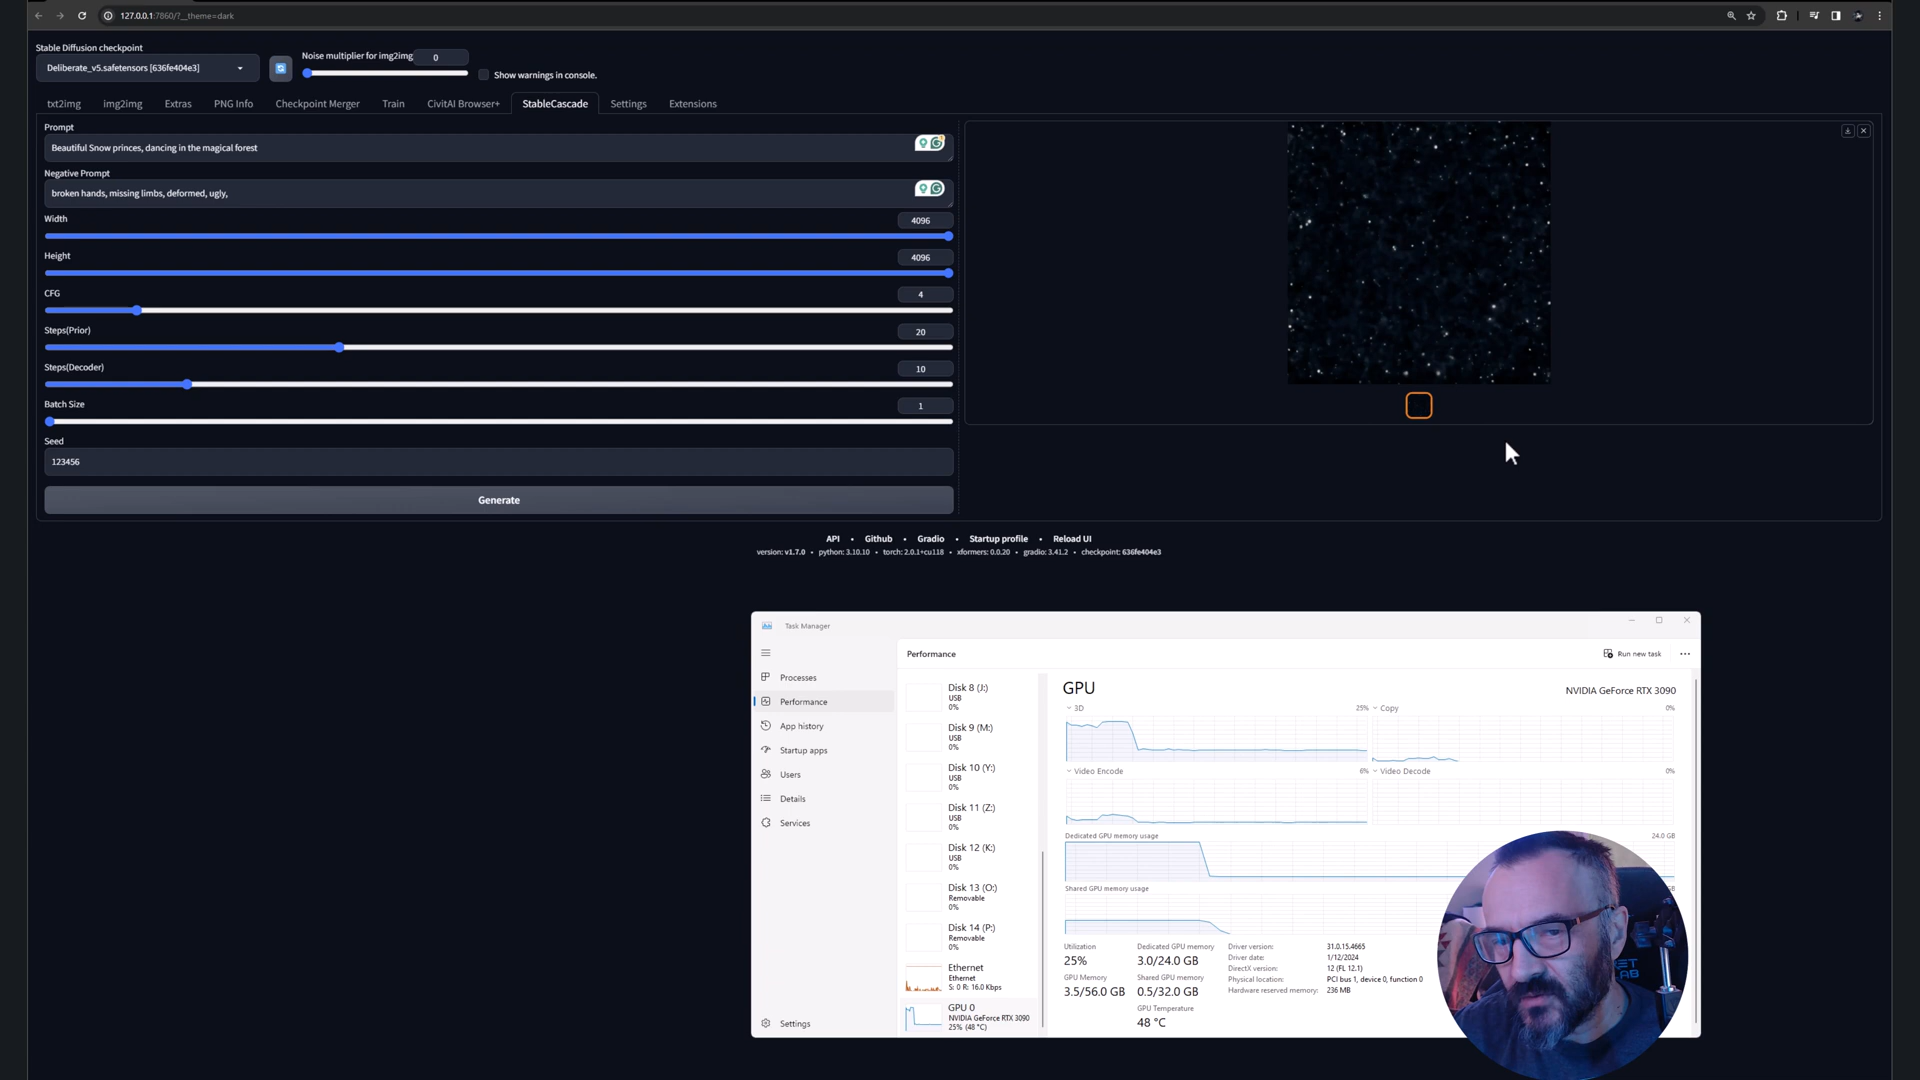 127.0.0.1:7860/?__theme=dark
Stable Diffusion checkpoint
Deliberate_v5.safetensors [636fe404e3]
Noise multiplier for img2img
0
Show warnings in console.
txt2img img2img Extras PNG Info Checkpoint Merger Train CivitAI Browser+ StableCascade Settings Extensions
Prompt
Beautiful Snow princes, dancing in the magical forest
Negative Prompt
broken hands, missing limbs, deformed, ugly,
Width
4096
Height
4096
CFG
4
Steps(Prior)
20
Steps(Decoder)
10
Batch Size
1
Seed
123456
Generate
API • Github • Gradio • Startup profile • Reload UI
version: v1.7.0 • python: 3.10.10 • torch: 2.0.1+cu118 • xformers: 0.0.20 • gradio: 3.41.2 • checkpoint: 636fe404e3
Task Manager
Performance
Run new task
Processes
Performance
App history
Startup apps
Users
Details
Services
Settings
Disk 8 (J:)
USB
0%
Disk 9 (M:)
USB
0%
Disk 10 (Y:)
USB
0%
Disk 11 (Z:)
USB
0%
Disk 12 (K:)
USB
0%
Disk 13 (O:)
Removable
0%
Disk 14 (P:)
Removable
0%
Ethernet
Ethernet
S: 0 R: 16.0 Kbps
GPU 0
NVIDIA GeForce RTX 3090
25% (48 °C)
GPU
NVIDIA GeForce RTX 3090
3D 25%
Copy 0%
Video Encode 6%
Video Decode 0%
Dedicated GPU memory usage 24.0 GB
Shared GPU memory usage
Utilization
25%
Dedicated GPU memory
3.0/24.0 GB
GPU Memory
3.5/56.0 GB
Shared GPU memory
0.5/32.0 GB
GPU Temperature
48 °C
Driver version: 31.0.15.4665
Driver date: 1/12/2024
DirectX version: 12 (FL 12.1)
Physical location: PCI bus 1, device 0, function 0
Hardware reserved memory: 236 MB